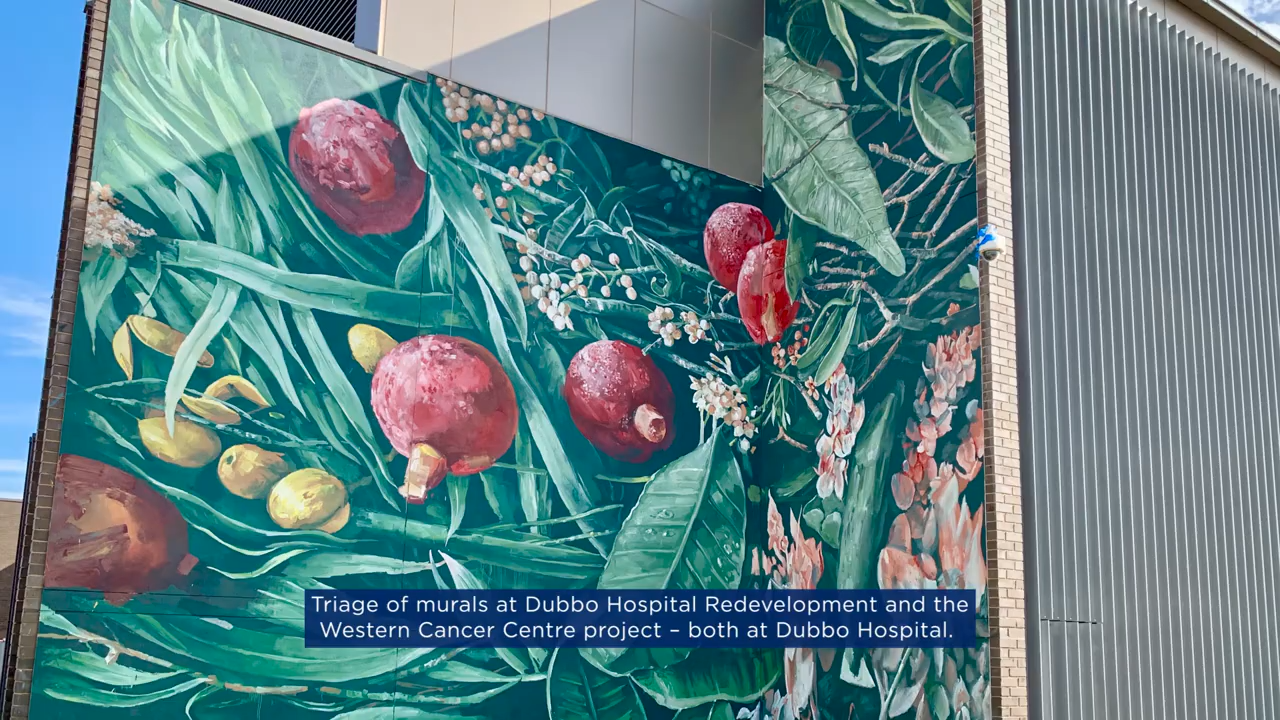 Triage of murals at Dubbo Hospital Redevelopment and the
Western Cancer Centre project – both at Dubbo Hospital.